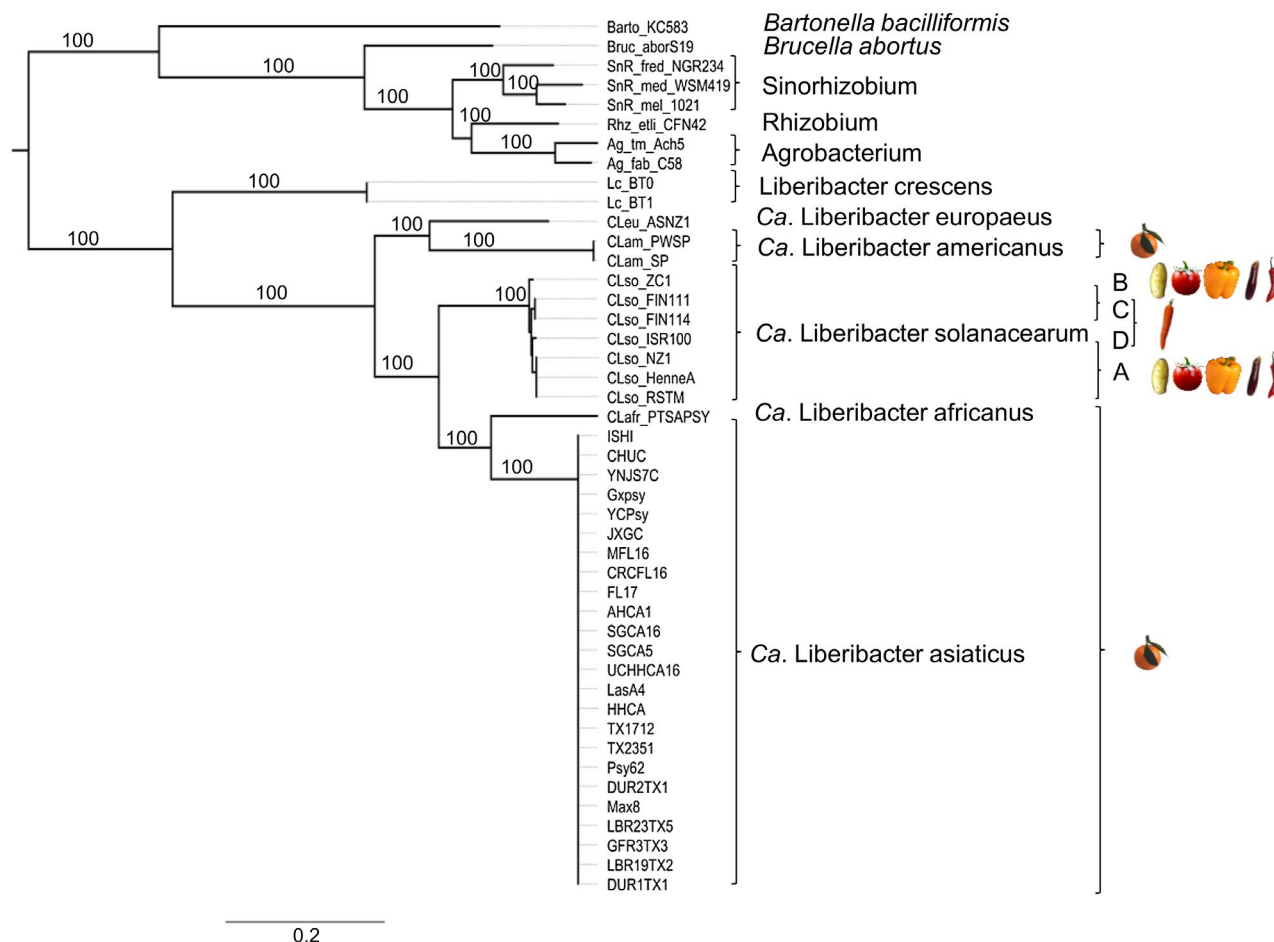 Barto_KC583 Bartonella bacilliformis
100
Bruc_aborS19 Brucella abortus
100
SnR_fred_NGR234
100
SnR_med_WSM419 Sinorhizobium
100
100
SnR_mel_1021
Rhz_etli_CFN42 Rhizobium
100
Ag_tm_Ach5
100
Agrobacterium
Ag_fab_C58
Lc_BT0
100
Liberibacter crescens
Lc_BT1
CLeu_ASNZ1 Ca. Liberibacter europaeus
100
100
CLam_PWSP
100
Ca. Liberibacter americanus
CLam_SP
CLso_ZC1 B
100
100
CLso_FIN111
C
CLso_FIN114
Ca. Liberibacter solanacearum
CLso_ISR100 D
CLso_NZ1
100
A
CLso_HenneA
CLso_RSTM
CLafr_PTSAPSY Ca. Liberibacter africanus
100
ISHI
CHUC
100
YNJS7C
Gxpsy
YCPsy
JXGC
MFL16
CRCFL16
FL17
AHCA1
SGCA16
SGCA5 Ca. Liberibacter asiaticus
UCHHCA16
LasA4
HHCA
TX1712
TX2351
Psy62
DUR2TX1
Max8
LBR23TX5
GFR3TX3
LBR19TX2
DUR1TX1
0.2